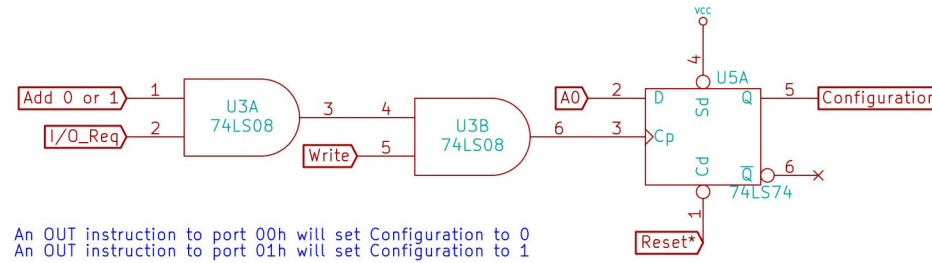 vcc
4
U5A
Add 0 or 1
1
U3A
74LS08
3
4
A0
2
D
PS
Q
5
Configuration
I/O_Req
2
U3B
74LS08
6
3
Cp
Write
5
Cd
Q
6
74LS74
1
Reset*
An OUT instruction to port 00h will set Configuration to 0
An OUT instruction to port 01h will set Configuration to 1